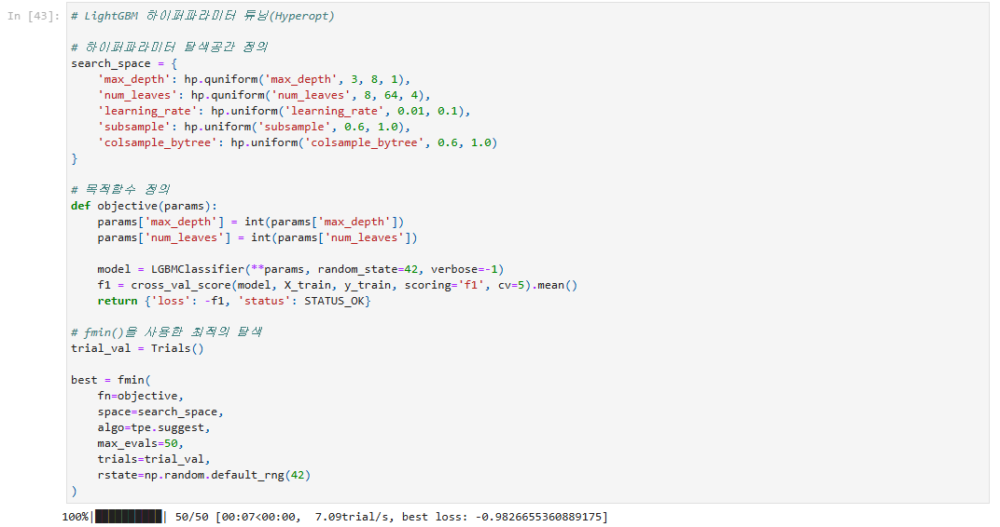 In [43]: # LightGBM 하이퍼파라미터 튜닝(Hyperopt)
# 하이퍼파라미터 탐색공간 정의
search_space = {
    'max_depth': hp.quniform('max_depth', 3, 8, 1),
    'num_leaves': hp.quniform('num_leaves', 8, 64, 4),
    'learning_rate': hp.uniform('learning_rate', 0.01, 0.1),
    'subsample': hp.uniform('subsample', 0.6, 1.0),
    'colsample_bytree': hp.uniform('colsample_bytree', 0.6, 1.0)
}
# 목적함수 정의
def objective(params):
    params['max_depth'] = int(params['max_depth'])
    params['num_leaves'] = int(params['num_leaves'])
    model = LGBMClassifier(**params, random_state=42, verbose=-1)
    f1 = cross_val_score(model, X_train, y_train, scoring='f1', cv=5).mean()
    return {'loss': -f1, 'status': STATUS_OK}
# fmin()을 사용한 최적의 탐색
trial_val = Trials()
best = fmin(
    fn=objective,
    space=search_space,
    algo=tpe.suggest,
    max_evals=50,
    trials=trial_val,
    rstate=np.random.default_rng(42)
)
100%|██████████| 50/50 [00:07<00:00,  7.09trial/s, best loss: -0.9826655360889175]